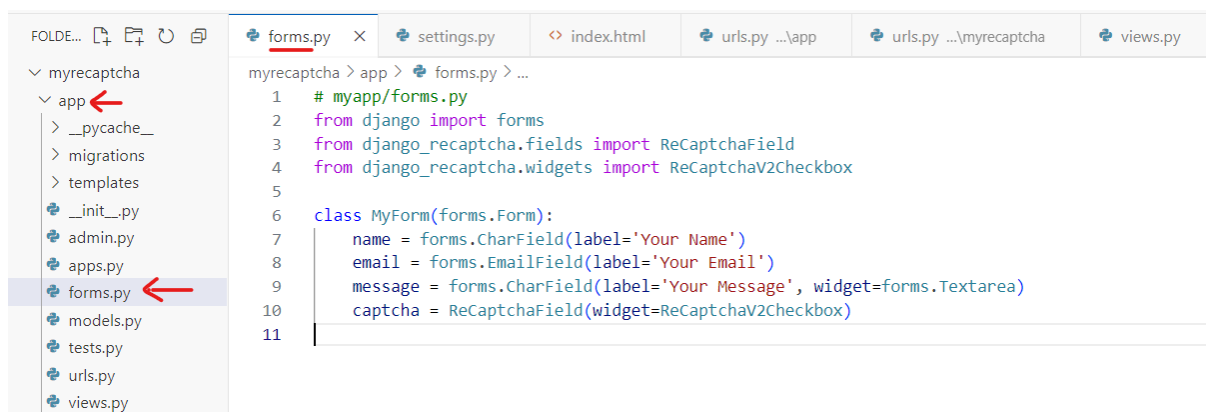 FOLDE...
forms.py
settings.py
index.html
urls.py ...\app
urls.py ...\myrecaptcha
views.py
myrecaptcha
app
__pycache__
migrations
templates
__init__.py
admin.py
apps.py
forms.py
models.py
tests.py
urls.py
views.py
myrecaptcha > app > forms.py > ...
1 # myapp/forms.py
2 from django import forms
3 from django_recaptcha.fields import ReCaptchaField
4 from django_recaptcha.widgets import ReCaptchaV2Checkbox
5
6 class MyForm(forms.Form):
7 name = forms.CharField(label='Your Name')
8 email = forms.EmailField(label='Your Email')
9 message = forms.CharField(label='Your Message', widget=forms.Textarea)
10 captcha = ReCaptchaField(widget=ReCaptchaV2Checkbox)
11